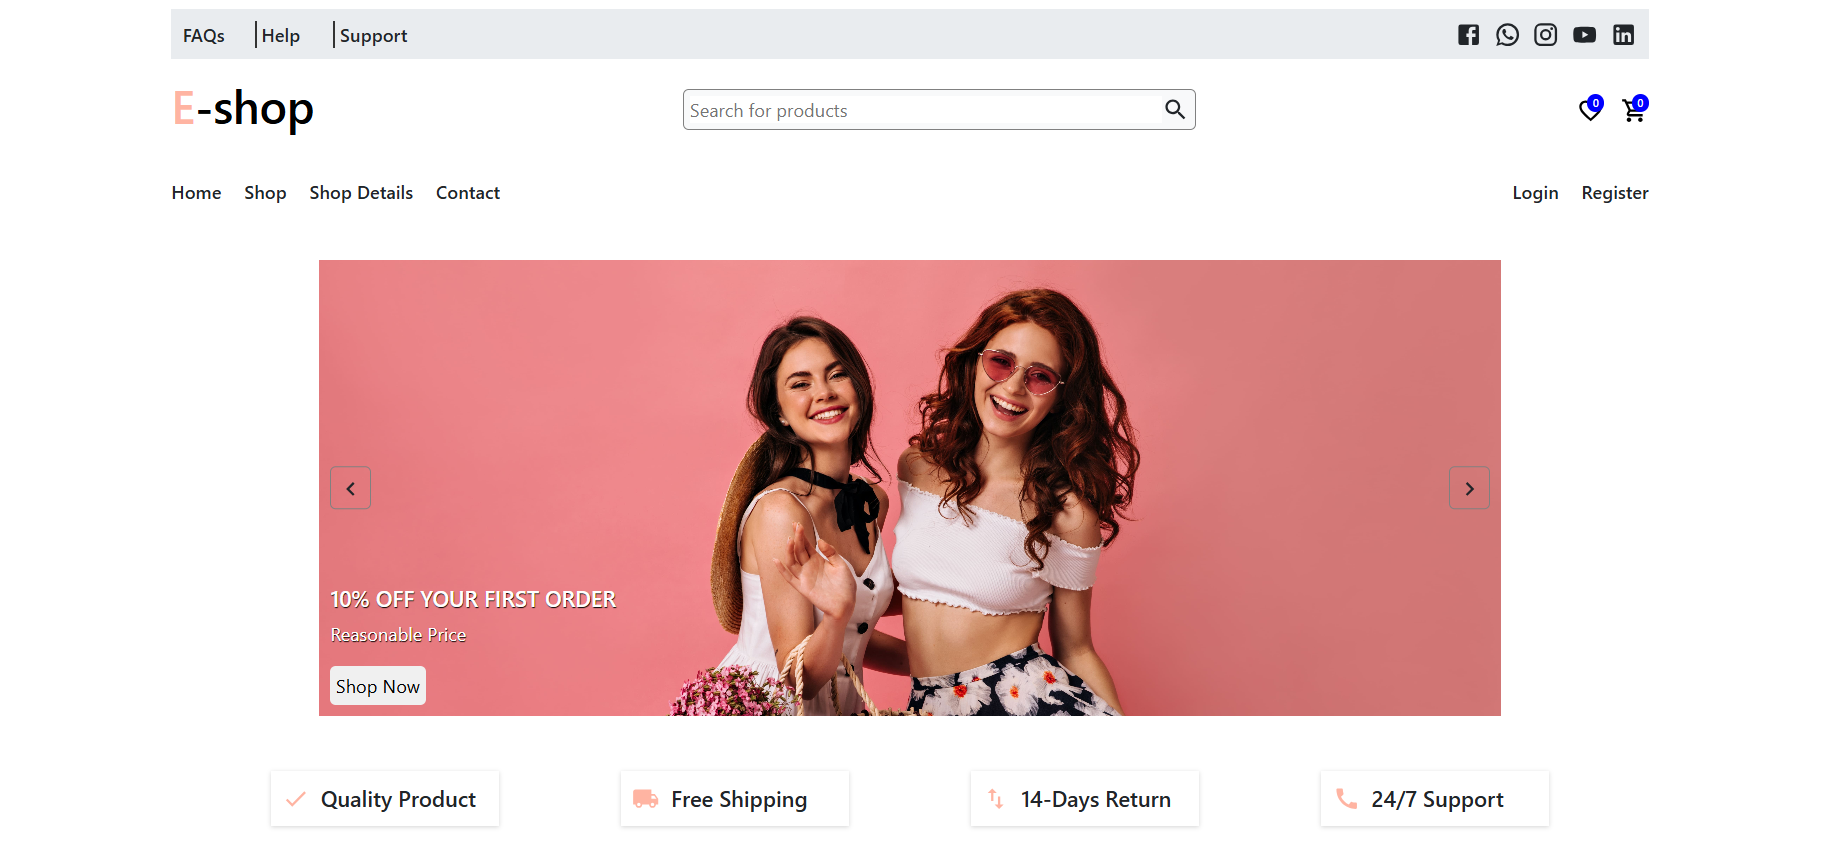 FAQs Help Support
E-shop
Search for products
0 0
Home Shop Shop Details Contact Login Register
10% OFF YOUR FIRST ORDER
Reasonable Price
Shop Now
Quality Product Free Shipping 14-Days Return 24/7 Support